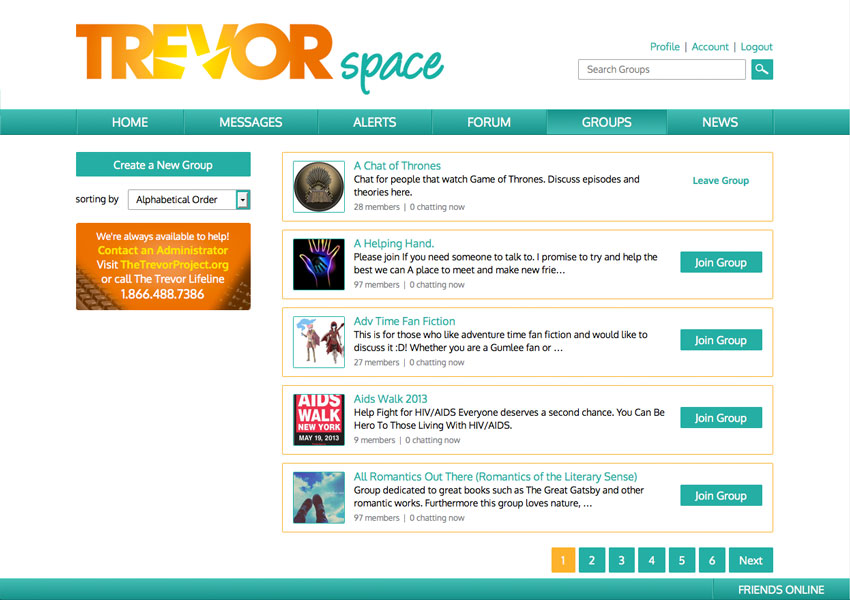 TREVOR space
Profile | Account | Logout
Search Groups
HOME
MESSAGES
ALERTS
FORUM
GROUPS
NEWS
Create a New Group
sorting by
Alphabetical Order
We're always available to help!
Contact an Administrator
Visit TheTrevorProject.org
or call The Trevor Lifeline
1.866.488.7386
A Chat of Thrones
Chat for people that watch Game of Thrones. Discuss episodes and
theories here.
28 members | 0 chatting now
Leave Group
A Helping Hand.
Please join If you need someone to talk to. I promise to try and help the
best we can A place to meet and make new frie...
97 members | 0 chatting now
Join Group
Adv Time Fan Fiction
This is for those who like adventure time fan fiction and would like to
discuss it :D! Whether you are a Gumlee fan or ...
27 members | 0 chatting now
Join Group
AIDS
WALK
NEW YORK
MAY 19, 2013
Aids Walk 2013
Help Fight for HIV/AIDS Everyone deserves a second chance. You Can Be
Hero To Those Living With HIV/AIDS.
9 members | 0 chatting now
Join Group
All Romantics Out There (Romantics of the Literary Sense)
Group dedicated to great books such as The Great Gatsby and other
romantic works. Furthermore this group loves nature, ...
97 members | 0 chatting now
Join Group
1 2 3 4 5 6 Next
FRIENDS ONLINE